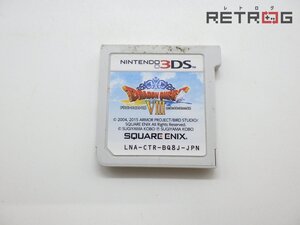 レトログ
RETROG
NINTENDO 3DS
DRAGON QUEST
VIII
© 2004, 2015 ARMOR PROJECT/BIRD STUDIO/
SQUARE ENIX All Rights Reserved.
© SUGIYAMA KOBO ℗ SUGIYAMA KOBO
SQUARE ENIX
LNA-CTR-BQ8J-JPN